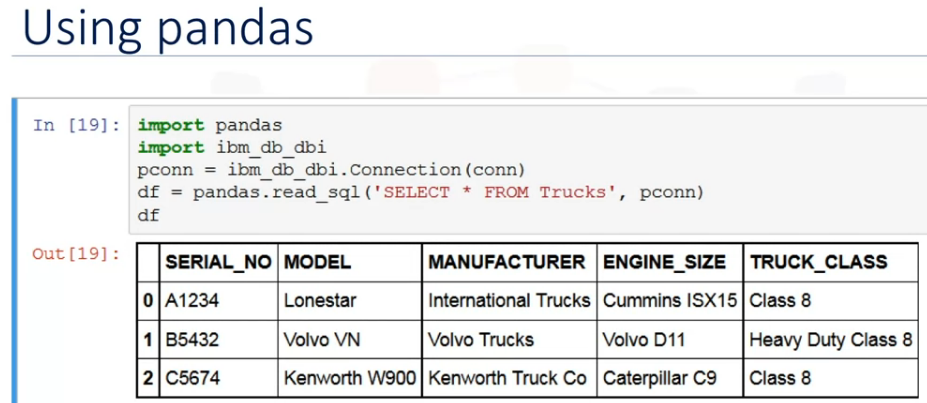 Using pandas
In [19]:
import pandas
import ibm_db_dbi
pconn = ibm_db_dbi.Connection(conn)
df = pandas.read_sql('SELECT * FROM Trucks', pconn)
df
Out[19]:
SERIAL_NO MODEL MANUFACTURER ENGINE_SIZE TRUCK_CLASS
0 A1234 Lonestar International Trucks Cummins ISX15 Class 8
1 B5432 Volvo VN Volvo Trucks Volvo D11 Heavy Duty Class 8
2 C5674 Kenworth W900 Kenworth Truck Co Caterpillar C9 Class 8